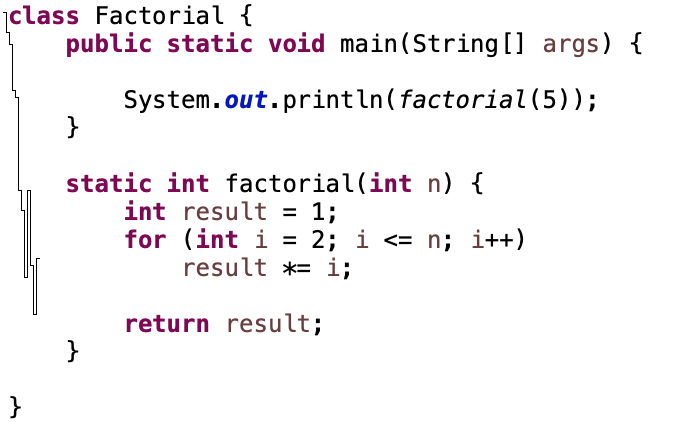 class Factorial {
    public static void main(String[] args) {

        System.out.println(factorial(5));
    }

    static int factorial(int n) {
        int result = 1;
        for (int i = 2; i <= n; i++)
            result *= i;

        return result;
    }

}